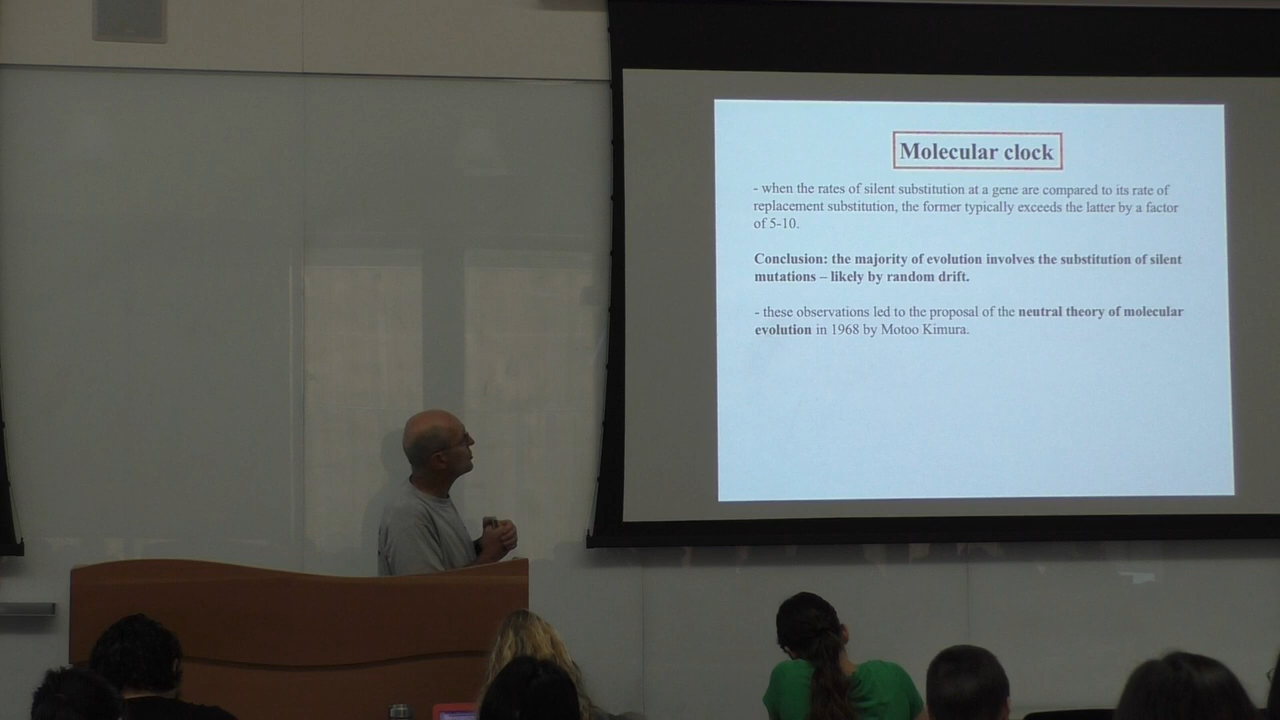 Molecular clock
- when the rates of silent substitution at a gene are compared to its rate of
replacement substitution, the former typically exceeds the latter by a factor
of 5-10.
Conclusion: the majority of evolution involves the substitution of silent
mutations – likely by random drift.
- these observations led to the proposal of the neutral theory of molecular
evolution in 1968 by Motoo Kimura.